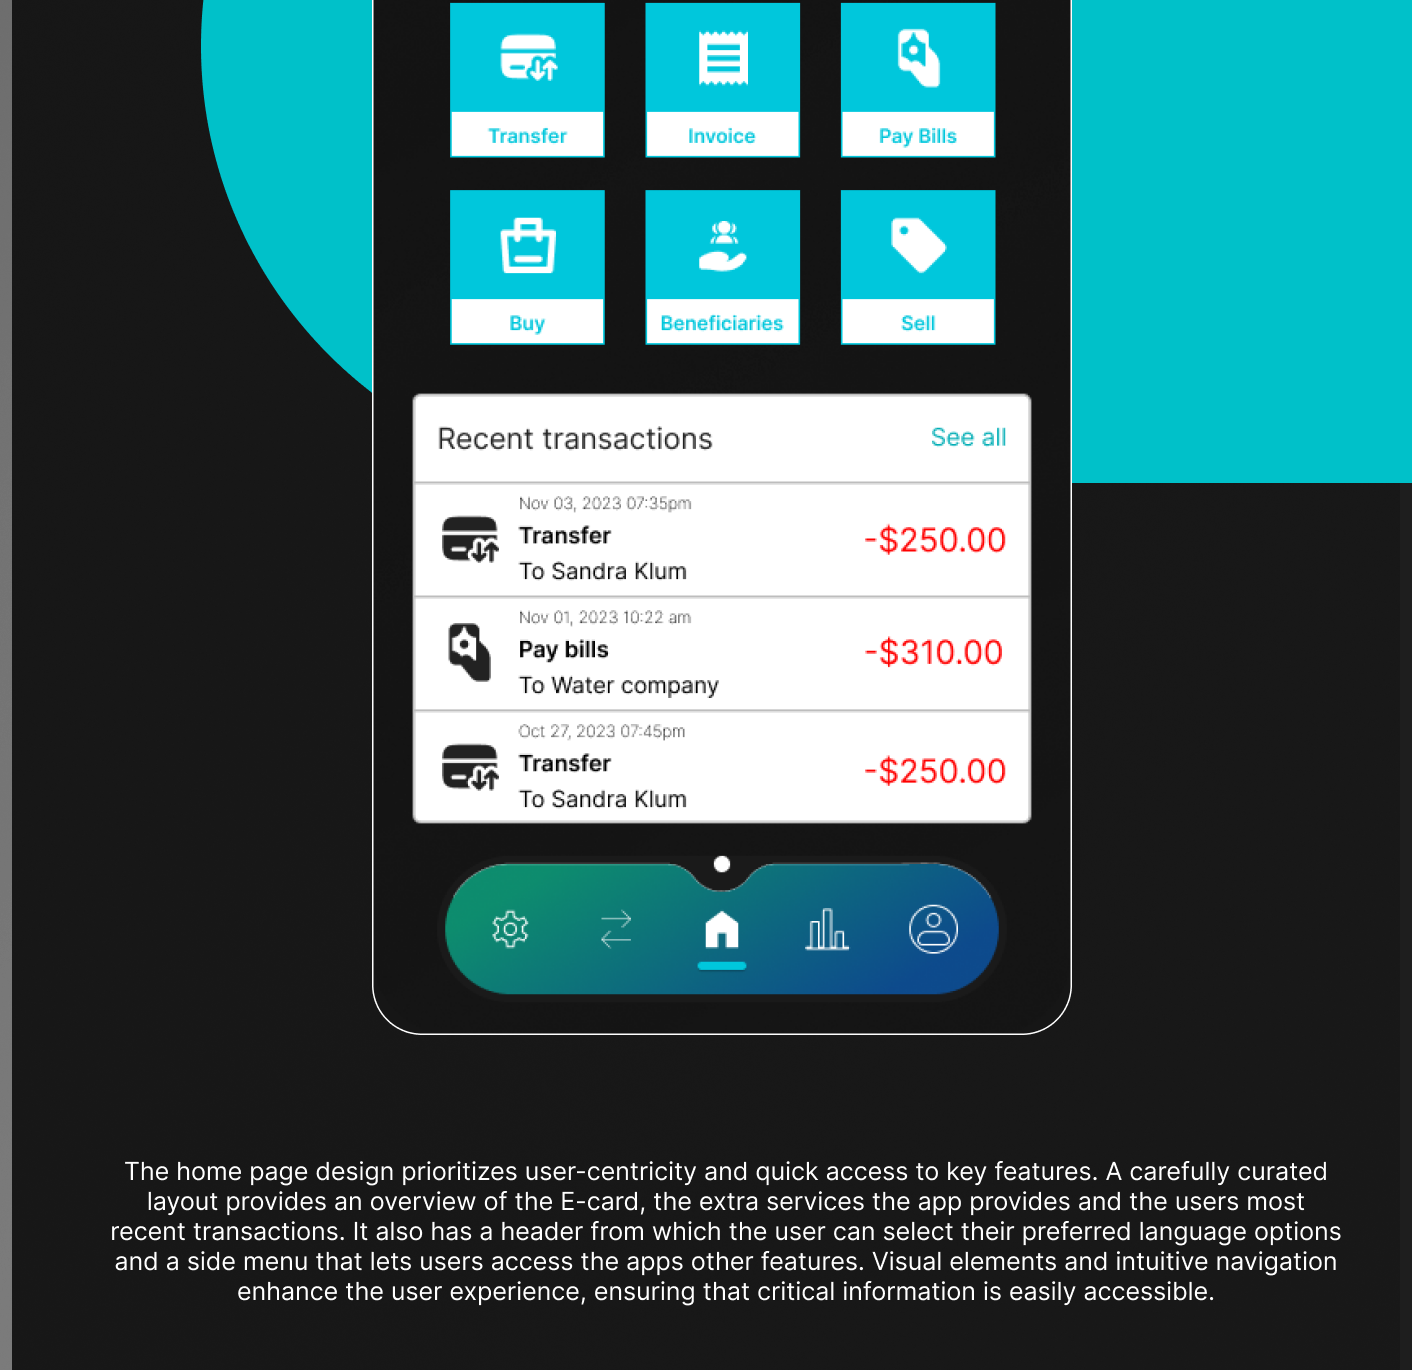 Transfer
Invoice
Pay Bills
Buy
Beneficiaries
Sell
Recent transactions
See all
Nov 03, 2023 07:35pm
Transfer
To Sandra Klum
-$250.00
Nov 01, 2023 10:22 am
Pay bills
To Water company
-$310.00
Oct 27, 2023 07:45pm
Transfer
To Sandra Klum
-$250.00
The home page design prioritizes user-centricity and quick access to key features. A carefully curated
layout provides an overview of the E-card, the extra services the app provides and the users most
recent transactions. It also has a header from which the user can select their preferred language options
and a side menu that lets users access the apps other features. Visual elements and intuitive navigation
enhance the user experience, ensuring that critical information is easily accessible.